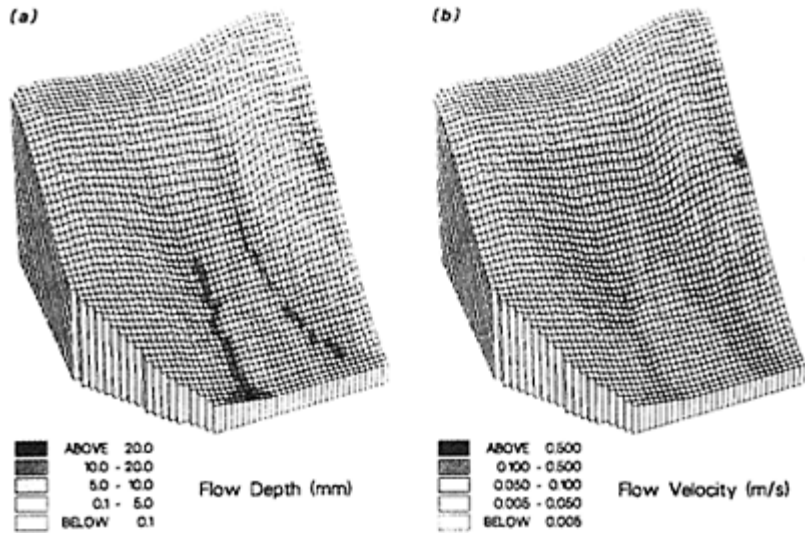 (a)
(b)
ABOVE 20.0
10.0 - 20.0
5.0 - 10.0
0.1 - 5.0
BELOW 0.1
Flow Depth (mm)
ABOVE 0.500
0.100 - 0.500
0.050 - 0.100
0.005 - 0.050
BELOW 0.005
Flow Velocity (m/s)